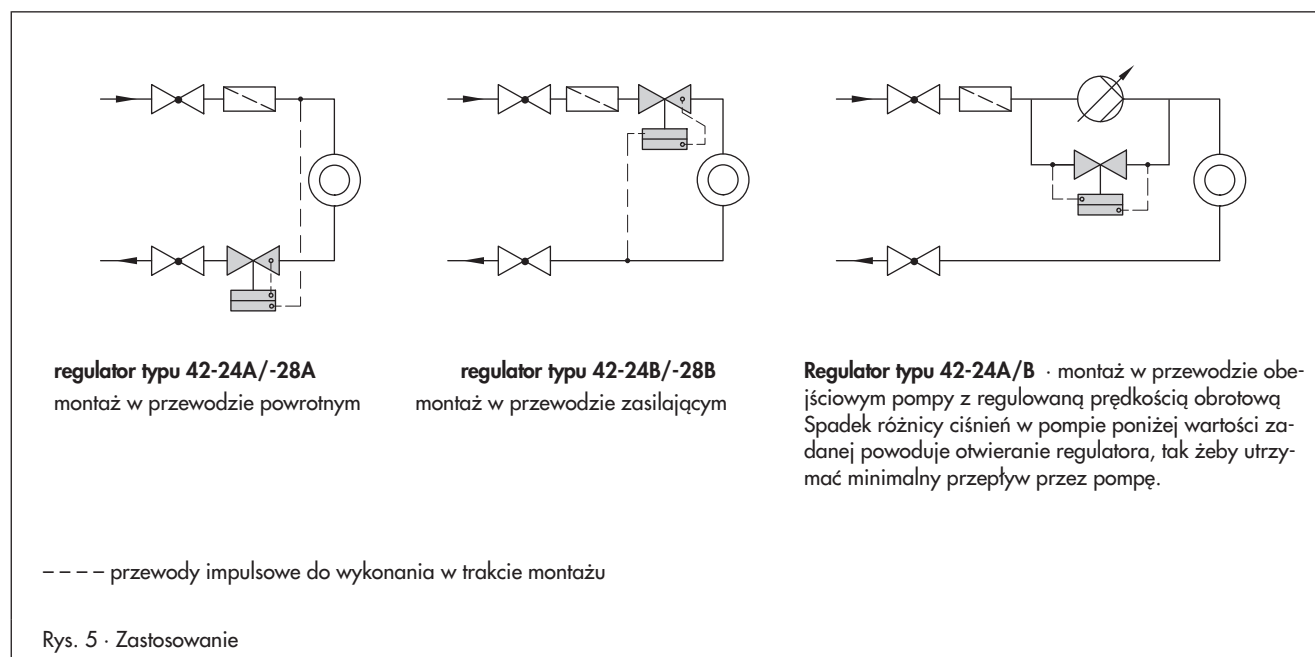 regulator typu 42-24A/-28A
montaż w przewodzie powrotnym
regulator typu 42-24B/-28B
montaż w przewodzie zasilającym
Regulator typu 42-24A/B · montaż w przewodzie obe-
jściowym pompy z regulowaną prędkością obrotową
Spadek różnicy ciśnień w pompie poniżej wartości za-
danej powoduje otwieranie regulatora, tak żeby utrzy-
mać minimalny przepływ przez pompę.
– – – – przewody impulsowe do wykonania w trakcie montażu
Rys. 5 · Zastosowanie